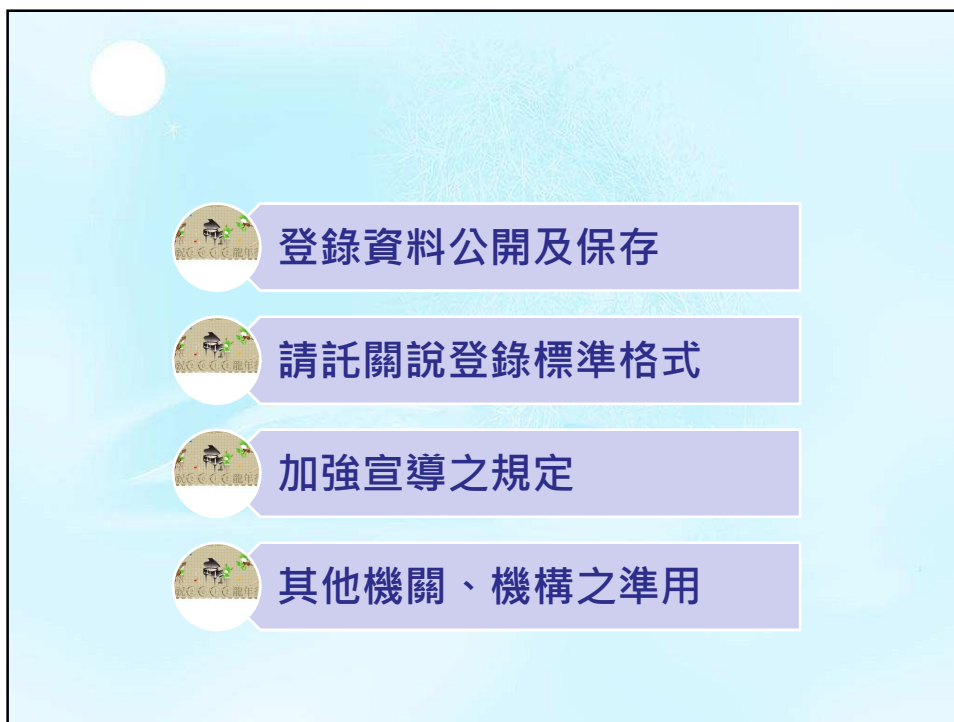 登錄資料公開及保存
請託關說登錄標準格式
加強宣導之規定
其他機關、機構之準用